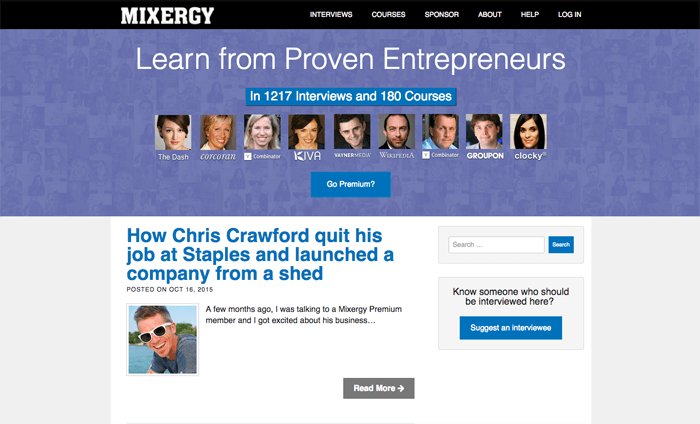 MIXERGY
INTERVIEWS COURSES SPONSOR ABOUT HELP LOG IN
Learn from Proven Entrepreneurs
In 1217 Interviews and 180 Courses
The Dash corcoran Y Combinator KIVA VAYNERMEDIA WIKIPEDIA Y Combinator GROUPON clocky®
Go Premium?
How Chris Crawford quit his
job at Staples and launched a
company from a shed
POSTED ON OCT 16, 2015
A few months ago, I was talking to a Mixergy Premium
member and I got excited about his business…
Read More →
Search …
Search
Know someone who should
be interviewed here?
Suggest an interviewee